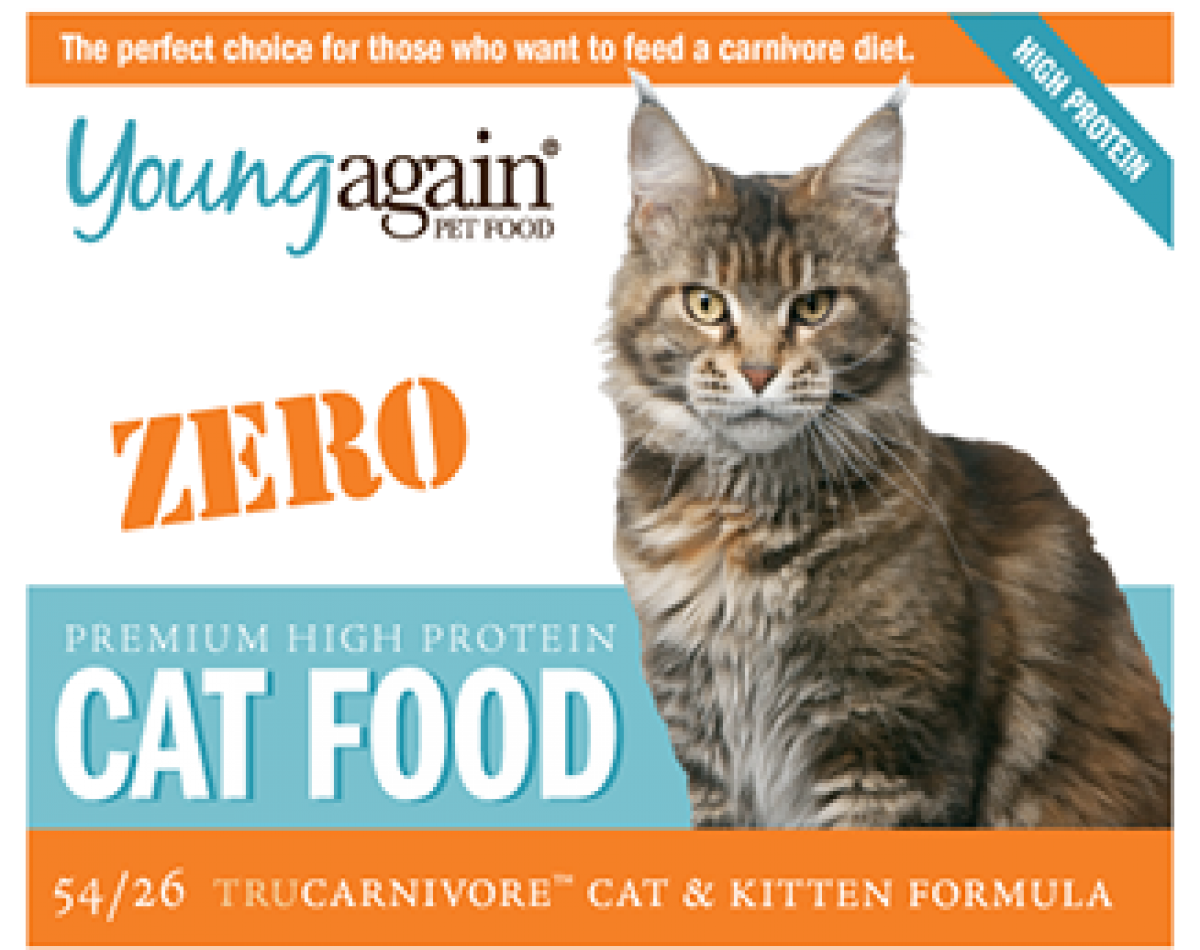 The perfect choice for those who want to feed a carnivore diet.
HIGH PROTEIN
Youngagain®
PET FOOD
ZERO
PREMIUM HIGH PROTEIN
CAT FOOD
54/26 TRUCARNIVORE™ CAT & KITTEN FORMULA